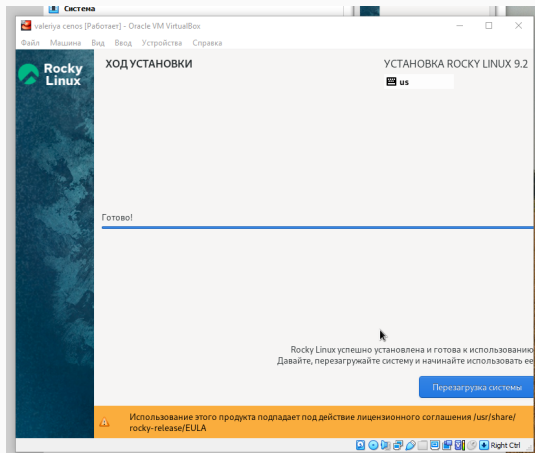 Система
valeriya cenos [Работает] - Oracle VM VirtualBox
Файл Машина Вид Ввод Устройства Справка
Rocky
Linux
ХОД УСТАНОВКИ
УСТАНОВКА ROCKY LINUX 9.2
us
Готово!
Rocky Linux успешно установлена и готова к использованию
Давайте, перезагружайте систему и начинайте использовать ее
Перезагрузка системы
Использование этого продукта подпадает под действие лицензионного соглашения /usr/share/
rocky-release/EULA
Right Ctrl